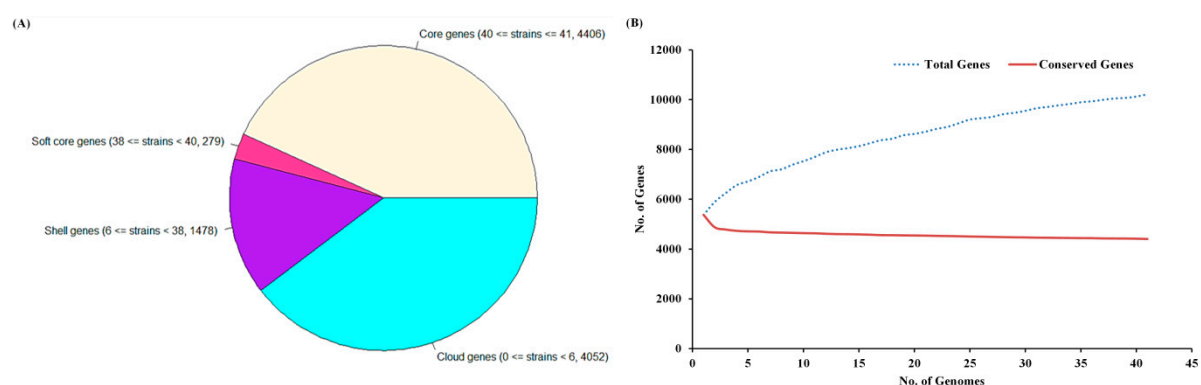 (A)
Core genes (40 <= strains <= 41, 4406)
Soft core genes (38 <= strains < 40, 279)
Shell genes (6 <= strains < 38, 1478)
Cloud genes (0 <= strains < 6, 4052)
(B)
12000
10000
8000
6000
4000
2000
0
No. of Genes
Total Genes
Conserved Genes
0 5 10 15 20 25 30 35 40 45
No. of Genomes